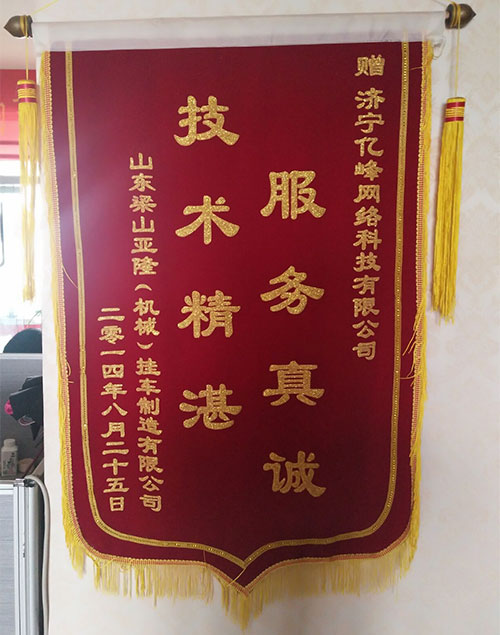 赠 济宁亿峰网络科技有限公司
服务真诚
技术精湛
山东梁山亚隆(机械)挂车制造有限公司
二零一四年八月二十五日